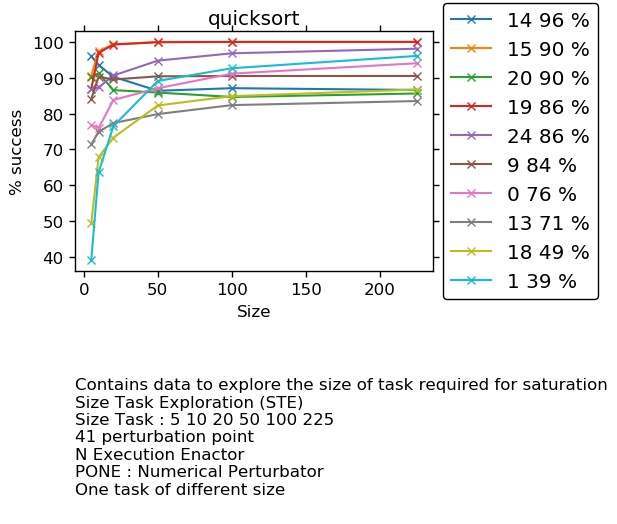 quicksort
100
90
80
70
60
50
40
% success
0
50
100
150
200
Size
14 96 %
15 90 %
20 90 %
19 86 %
24 86 %
9 84 %
0 76 %
13 71 %
18 49 %
1 39 %
Contains data to explore the size of task required for saturation
Size Task Exploration (STE)
Size Task : 5 10 20 50 100 225
41 perturbation point
N Execution Enactor
PONE : Numerical Perturbator
One task of different size